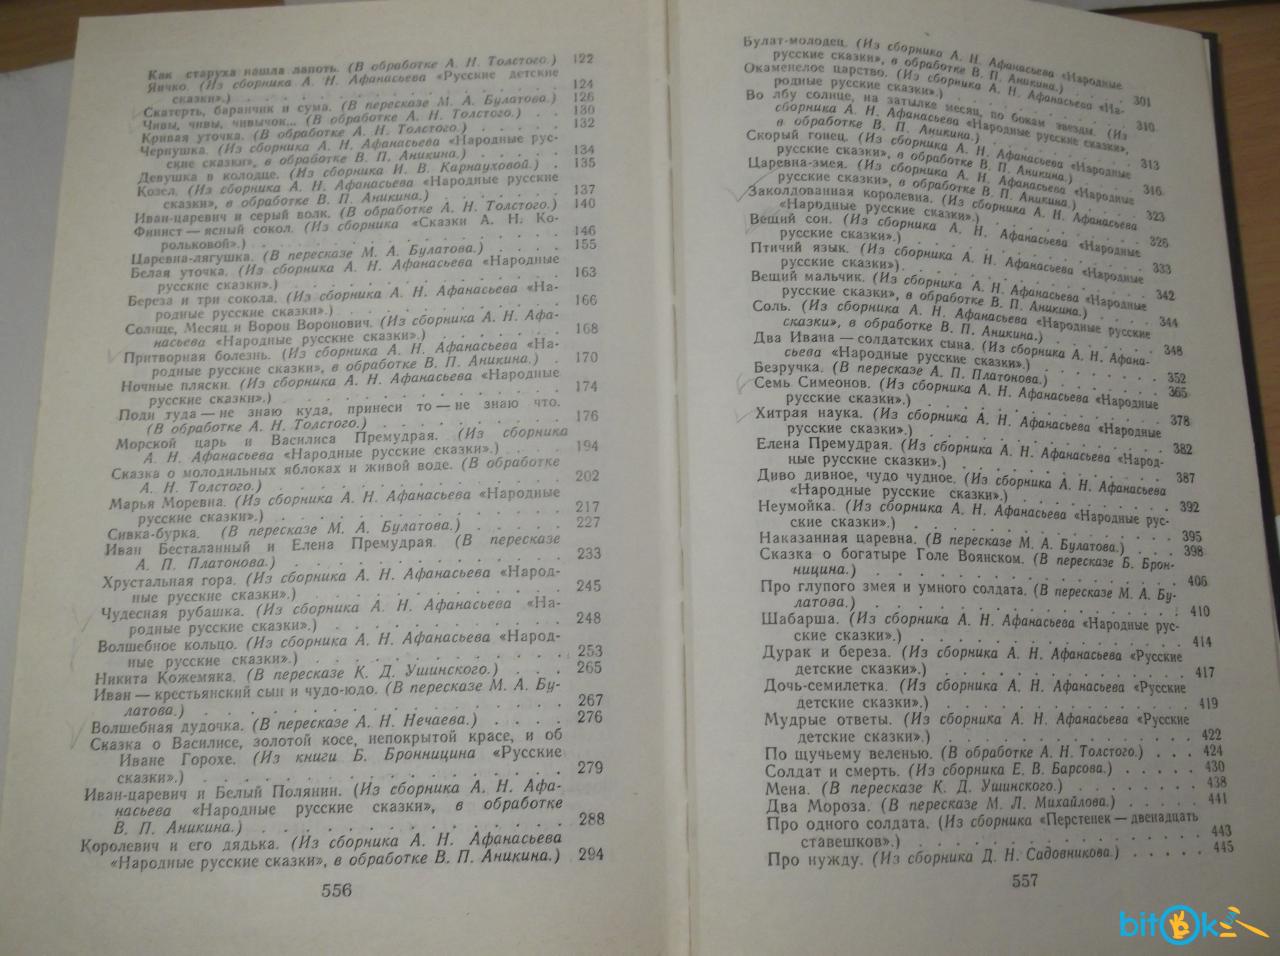 Как старуха нашла лапоть. (В обработке А. Н. Толстого.) 122
Яичко. (Из сборника А. Н. Афанасьева «Русские детские
сказки».) . . . . . . . . . . 124
Скатерть, баранчик и сума. (В пересказе М. А. Булатова.) 126
Чивы, чивы, чивычок... (В обработке А. Н. Толстого.) . . 130
Кривая уточка. (В обработке А. Н. Толстого.) . . . . 132
Чернушка. (Из сборника А. Н. Афанасьева «Народные рус-
ские сказки», в обработке В. П. Аникина.) . . . . . 134
Девушка в колодце. (Из сборника И. В. Карнауховой.) . . 135
Козел. (Из сборника А. Н. Афанасьева «Народные русские
сказки», в обработке В. П. Аникина.) . . . . . . 137
Иван-царевич и серый волк. (В обработке А. Н. Толстого.) 140
Финист — ясный сокол. (Из сборника «Сказки А. Н. Ко-
рольковой».) . . . . . . . . . . 146
Царевна-лягушка. (В пересказе М. А. Булатова.) . . . . 155
Белая уточка. (Из сборника А. Н. Афанасьева «Народные
русские сказки».) . . . . . . . . . . 163
Береза и три сокола. (Из сборника А. Н. Афанасьева «На-
родные русские сказки».) . . . . . . . . . 166
Солнце, Месяц и Ворон Воронович. (Из сборника А. Н. Афа-
насьева «Народные русские сказки».) . . . . . . 168
Притворная болезнь. (Из сборника А. Н. Афанасьева «На-
родные русские сказки», в обработке В. П. Аникина.) . 170
Ночные пляски. (Из сборника А. Н. Афанасьева «Народные
русские сказки».) . . . . . . . . . . 174
Поди туда — не знаю куда, принеси то — не знаю что.
(В обработке А. Н. Толстого.) . . . . . . . . 176
Морской царь и Василиса Премудрая. (Из сборника
А. Н. Афанасьева «Народные русские сказки».) . . . . 194
Сказка о молодильных яблоках и живой воде. (В обработке
А. Н. Толстого.) . . . . . . . . . . 202
Марья Моревна. (Из сборника А. Н. Афанасьева «Народные
русские сказки».) . . . . . . . . . . 217
Сивка-бурка. (В пересказе М. А. Булатова.) . . . . . 227
Иван Бесталанный и Елена Премудрая. (В пересказе
А. П. Платонова.) . . . . . . . . . . 233
Хрустальная гора. (Из сборника А. Н. Афанасьева «Народ-
ные русские сказки».) . . . . . . . . . . 245
Чудесная рубашка. (Из сборника А. Н. Афанасьева «На-
родные русские сказки».) . . . . . . . . . 248
Волшебное кольцо. (Из сборника А. Н. Афанасьева «Народ-
ные русские сказки».) . . . . . . . . . . 253
Никита Кожемяка. (В пересказе К. Д. Ушинского.) . . . . 265
Иван — крестьянский сын и чудо-юдо. (В пересказе М. А. Бу-
латова.) . . . . . . . . . . . . 267
Волшебная дудочка. (В пересказе А. Н. Нечаева.) . . . . 276
Сказка о Василисе, золотой косе, непокрытой красе, и об
Иване Горохе. (Из книги Б. Бронницина «Русские
сказки».) . . . . . . . . . . . . 279
Иван-царевич и Белый Полянин. (Из сборника А. Н. Афа-
насьева «Народные русские сказки», в обработке
В. П. Аникина.) . . . . . . . . . . . 288
Королевич и его дядька. (Из сборника А. Н. Афанасьева
«Народные русские сказки», в обработке В. П. Аникина.) 294
556
Булат-молодец. (Из сборника А. Н. Афанасьева «Народные
русские сказки», в обработке В. П. Аникина.) . . . . 301
Окаменелое царство. (Из сборника А. Н. Афанасьева «На-
родные русские сказки».) . . . . . . . . . 310
Во лбу солнце, на затылке месяц, по бокам звезды. (Из
сборника А. Н. Афанасьева «Народные русские сказки»,
в обработке В. П. Аникина.) . . . . . . . . 313
Скорый гонец. (Из сборника А. Н. Афанасьева «Народные
русские сказки», в обработке В. П. Аникина.) . . . . 316
Царевна-змея. (Из сборника А. Н. Афанасьева «Народные
русские сказки», в обработке В. П. Аникина.) . . . . 323
Заколдованная королевна. (Из сборника А. Н. Афанасьева
«Народные русские сказки».) . . . . . . . . 326
Вещий сон. (Из сборника А. Н. Афанасьева «Народные
русские сказки».) . . . . . . . . . . 333
Птичий язык. (Из сборника А. Н. Афанасьева «Народные
русские сказки».) . . . . . . . . . . 342
Вещий мальчик. (Из сборника А. Н. Афанасьева «Народные
русские сказки», в обработке В. П. Аникина.) . . . . 344
Соль. (Из сборника А. Н. Афанасьева «Народные русские
сказки», в обработке В. П. Аникина.) . . . . . . 348
Два Ивана — солдатских сына. (Из сборника А. Н. Афана-
сьева «Народные русские сказки».) . . . . . . . 352
Безручка. (В пересказе А. П. Платонова.) . . . . . . 365
Семь Симеонов. (Из сборника А. Н. Афанасьева «Народные
русские сказки».) . . . . . . . . . . 378
Хитрая наука. (Из сборника А. Н. Афанасьева «Народные
русские сказки».) . . . . . . . . . . 382
Елена Премудрая. (Из сборника А. Н. Афанасьева «Народ-
ные русские сказки».) . . . . . . . . . . 387
Диво дивное, чудо чудное. (Из сборника А. Н. Афанасьева
«Народные русские сказки».) . . . . . . . . 392
Неумойка. (Из сборника А. Н. Афанасьева «Народные рус-
ские сказки».) . . . . . . . . . . . 395
Наказанная царевна. (В пересказе М. А. Булатова.) . . . 398
Сказка о богатыре Голе Воянском. (В пересказе Б. Брон-
ницина.) . . . . . . . . . . . . 406
Про глупого змея и умного солдата. (В пересказе М. А. Бу-
латова.) . . . . . . . . . . . . 410
Шабарша. (Из сборника А. Н. Афанасьева «Народные рус-
ские сказки».) . . . . . . . . . . . 414
Дурак и береза. (Из сборника А. Н. Афанасьева «Русские
детские сказки».) . . . . . . . . . . 417
Дочь-семилетка. (Из сборника А. Н. Афанасьева «Русские
детские сказки».) . . . . . . . . . . 419
Мудрые ответы. (Из сборника А. Н. Афанасьева «Русские
детские сказки».) . . . . . . . . . . 422
По щучьему веленью. (В обработке А. Н. Толстого.) . . . 424
Солдат и смерть. (Из сборника Е. В. Барсова.) . . . . . 430
Мена. (В пересказе К. Д. Ушинского.) . . . . . . . 438
Два Мороза. (В пересказе М. Л. Михайлова.) . . . . . 441
Про одного солдата. (Из сборника «Перстенек — двенадцать
ставешков».) . . . . . . . . . . . 443
Про нужду. (Из сборника Д. Н. Садовникова.) . . . . . 445
557